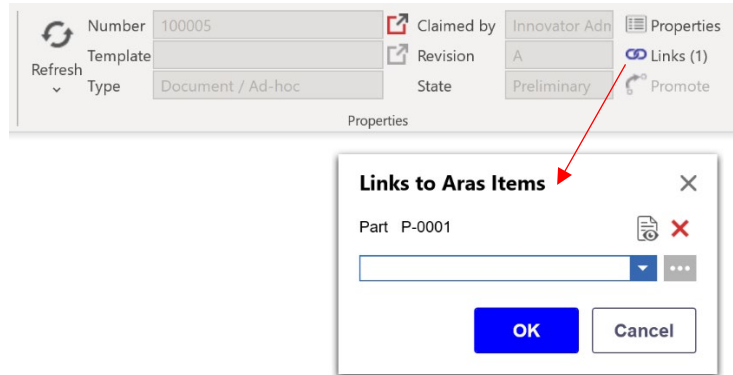 Number 100005 Claimed by Innovator Adn Properties
Refresh Template Revision A Links (1)
Type Document / Ad-hoc State Preliminary Promote
Properties
Links to Aras Items
Part P-0001
OK Cancel